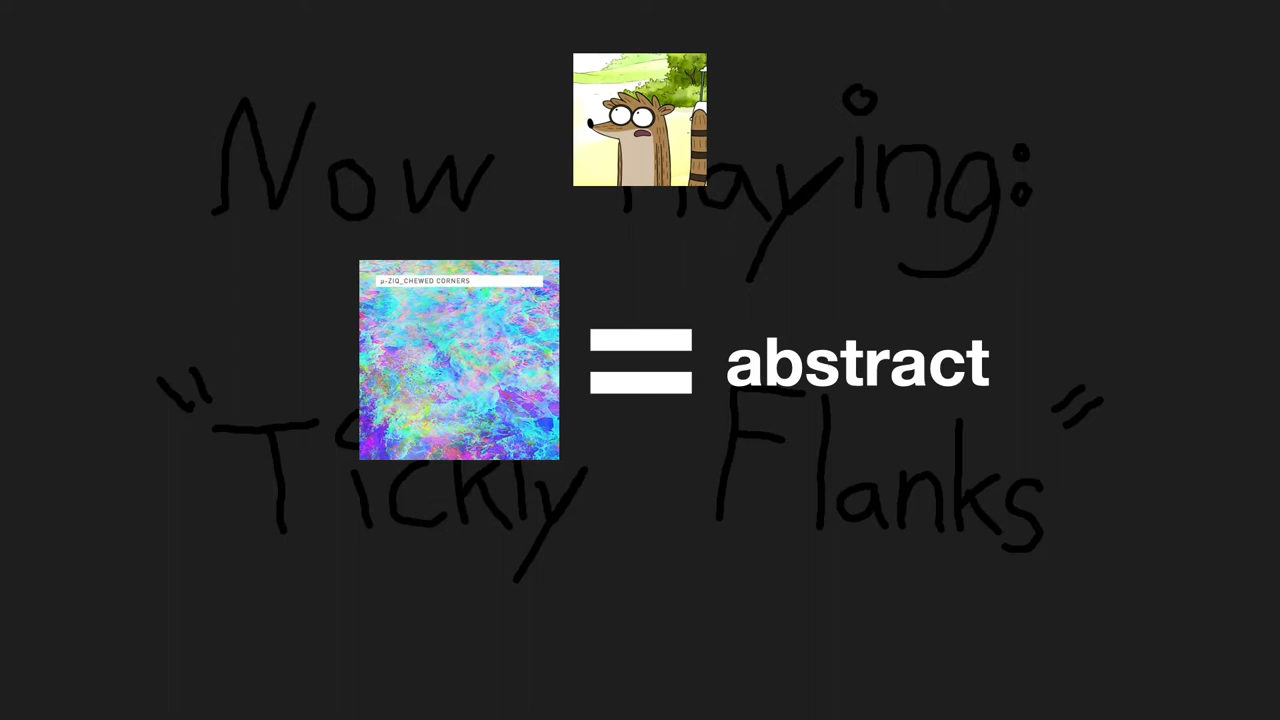 Now Playing:
µ-ZIQ_CHEWED CORNERS
abstract
"Tickly Flanks"